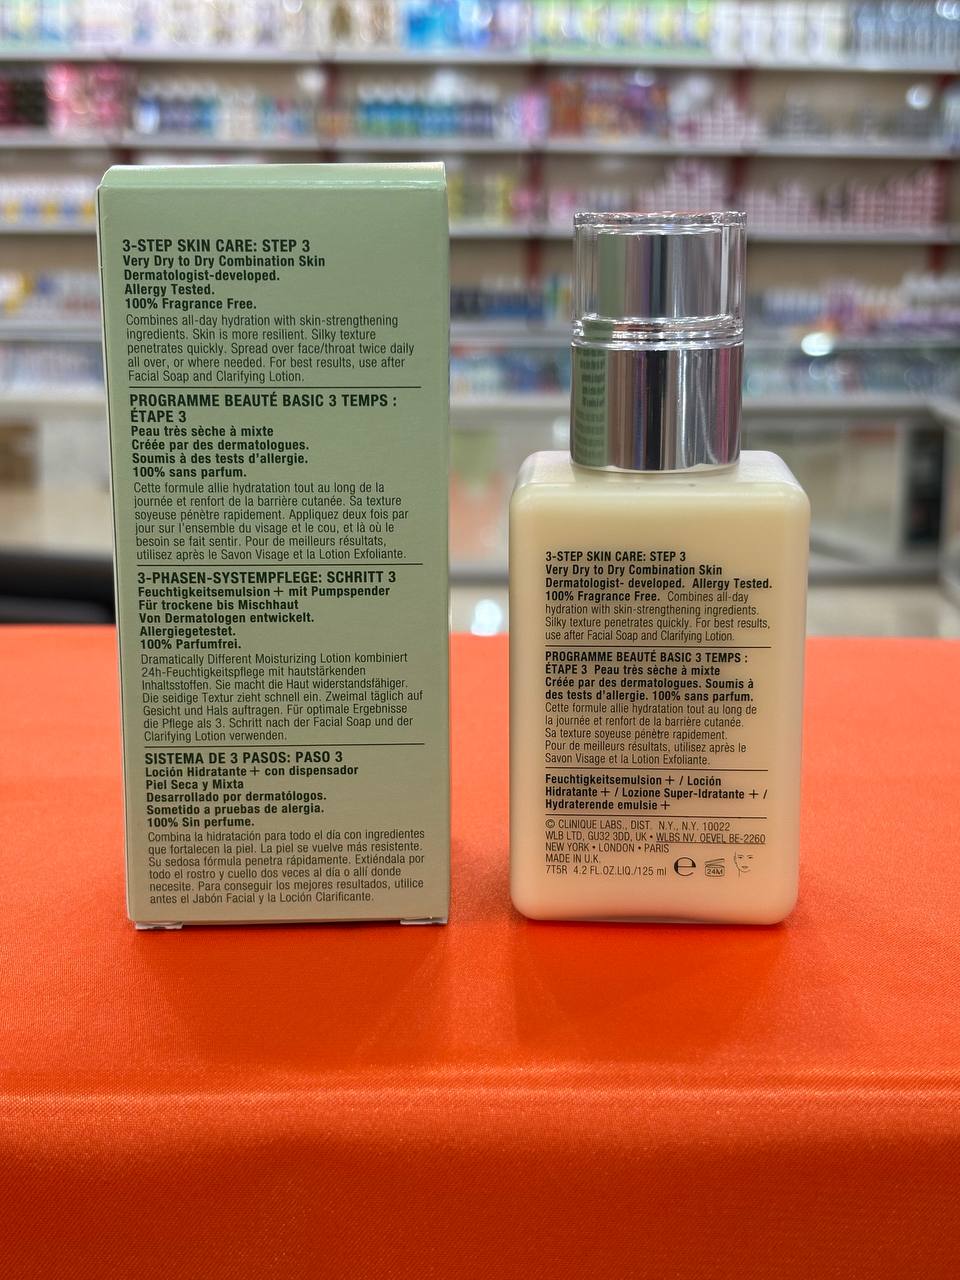 3-STEP SKIN CARE: STEP 3
Very Dry to Dry Combination Skin
Dermatologist-developed.
Allergy Tested.
100% Fragrance Free.
Combines all-day hydration with skin-strengthening
ingredients. Skin is more resilient. Silky texture
penetrates quickly. Spread over face/throat twice daily
all over, or where needed. For best results, use after
Facial Soap and Clarifying Lotion.
PROGRAMME BEAUTÉ BASIC 3 TEMPS :
ÉTAPE 3
Peau très sèche à mixte
Créée par des dermatologues.
Soumis à des tests d'allergie.
100% sans parfum.
Cette formule allie hydratation tout au long de la
journée et renfort de la barrière cutanée. Sa texture
soyeuse pénètre rapidement. Appliquez deux fois par
jour sur l'ensemble du visage et le cou, et là où le
besoin se fait sentir. Pour de meilleurs résultats,
utilisez après le Savon Visage et la Lotion Exfoliante.
3-PHASEN-SYSTEMPFLEGE: SCHRITT 3
Feuchtigkeitsemulsion + mit Pumpspender
Für trockene bis Mischhaut
Von Dermatologen entwickelt.
Allergiegetestet.
100% Parfumfrei.
Dramatically Different Moisturizing Lotion kombiniert
24h-Feuchtigkeitspflege mit hautstärkenden
Inhaltsstoffen. Sie macht die Haut widerstandsfähiger.
Die seidige Textur zieht schnell ein. Zweimal täglich auf
Gesicht und Hals auftragen. Für optimale Ergebnisse
die Pflege als 3. Schritt nach der Facial Soap und der
Clarifying Lotion verwenden.
SISTEMA DE 3 PASOS: PASO 3
Loción Hidratante + con dispensador
Piel Seca y Mixta
Desarrollado por dermatólogos.
Sometido a pruebas de alergia.
100% Sin perfume.
Combina la hidratación para todo el día con ingredientes
que fortalecen la piel. La piel se vuelve más resistente.
Su sedosa fórmula penetra rápidamente. Extiéndala por
todo el rostro y cuello dos veces al día o allí donde
necesite. Para conseguir los mejores resultados, utilice
antes el Jabón Facial y la Loción Clarificante.
3-STEP SKIN CARE: STEP 3
Very Dry to Dry Combination Skin
Dermatologist- developed. Allergy Tested.
100% Fragrance Free. Combines all-day
hydration with skin-strengthening ingredients.
Silky texture penetrates quickly. For best results,
use after Facial Soap and Clarifying Lotion.
PROGRAMME BEAUTÉ BASIC 3 TEMPS :
ÉTAPE 3 Peau très sèche à mixte
Créée par des dermatologues. Soumis à
des tests d'allergie. 100% sans parfum.
Cette formule allie hydratation tout au long de
la journée et renfort de la barrière cutanée.
Sa texture soyeuse pénètre rapidement.
Pour de meilleurs résultats, utilisez après le
Savon Visage et la Lotion Exfoliante.
Feuchtigkeitsemulsion + / Loción
Hidratante + / Lozione Super-Idratante + /
Hydraterende emulsie +
© CLINIQUE LABS., DIST. N.Y., N.Y. 10022
WLB LTD, GU32 3DD, UK • WLBS NV. OEVEL BE-2260
NEW YORK • LONDON • PARIS
MADE IN U.K.
7T5R 4.2 FL.OZ.LIQ./125 ml ℮ 24M